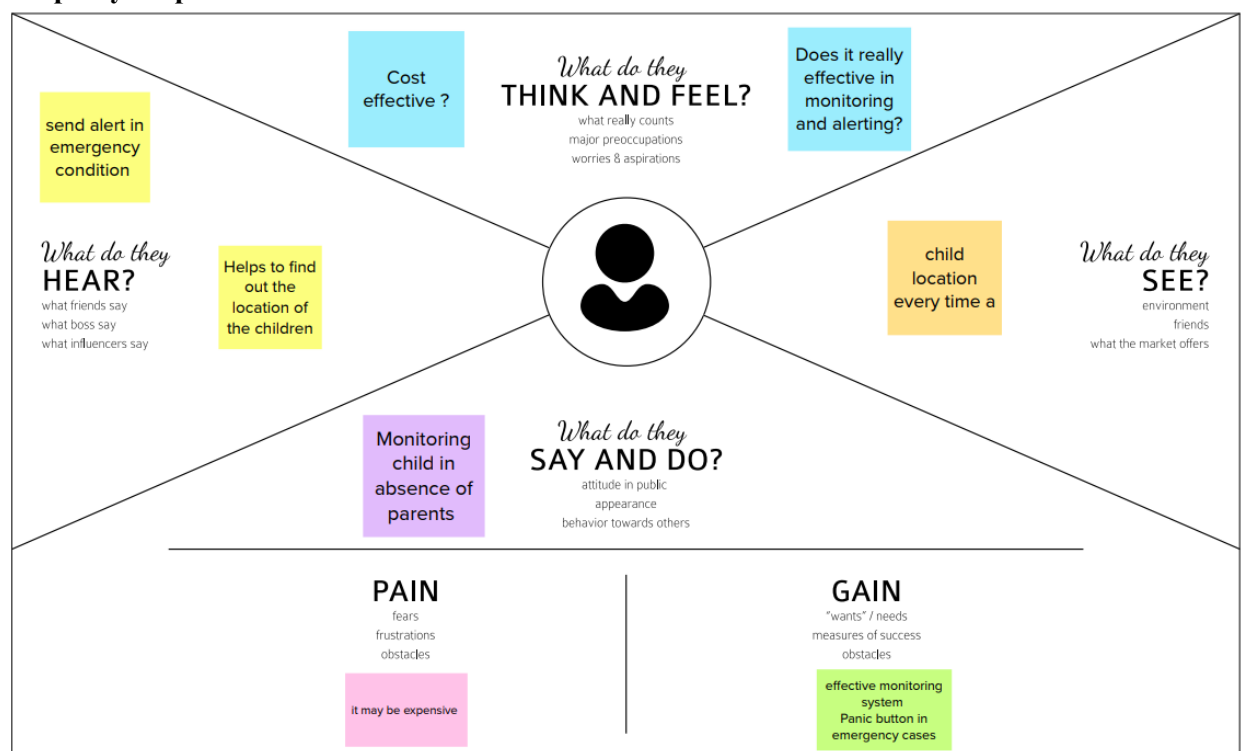 Cost
effective ?
What do they
THINK AND FEEL?
what really counts
major preoccupations
worries & aspirations
Does it really
effective in
monitoring
and alerting?
send alert in
emergency
condition
What do they
HEAR?
what friends say
what boss say
what influencers say
Helps to find
out the
location of
the children
child
location
every time a
What do they
SEE?
environment
friends
what the market offers
Monitoring
child in
absence of
parents
What do they
SAY AND DO?
attitude in public
appearance
behavior towards others
PAIN
fears
frustrations
obstacles
it may be expensive
GAIN
"wants" / needs
measures of success
obstacles
effective monitoring
system
Panic button in
emergency cases